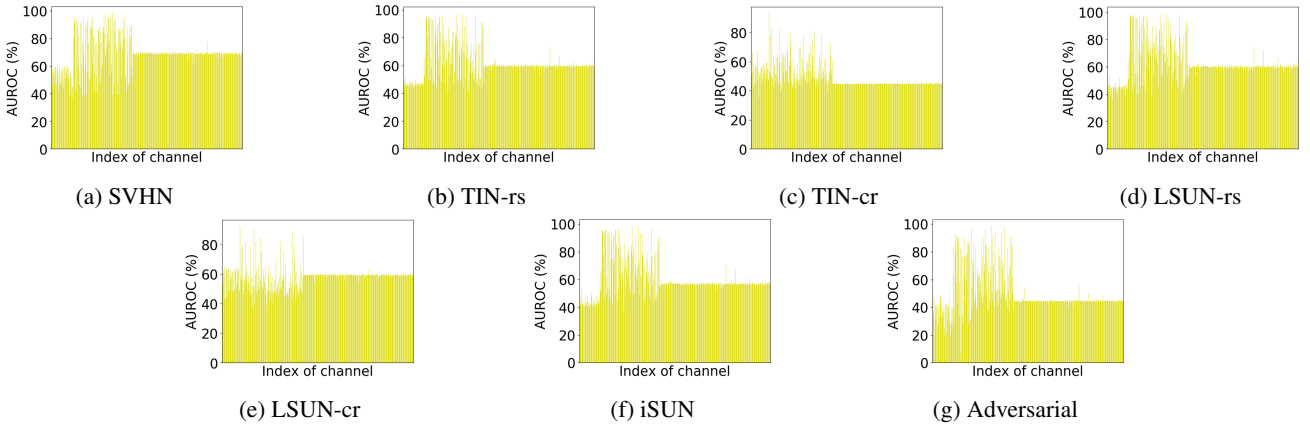 AUROC (%)
100
80
60
40
20
0
Index of channel
(a) SVHN
AUROC (%)
100
80
60
40
20
0
Index of channel
(b) TIN-rs
AUROC (%)
80
60
40
20
0
Index of channel
(c) TIN-cr
AUROC (%)
100
80
60
40
20
0
Index of channel
(d) LSUN-rs
AUROC (%)
80
60
40
20
0
Index of channel
(e) LSUN-cr
AUROC (%)
100
80
60
40
20
0
Index of channel
(f) iSUN
AUROC (%)
100
80
60
40
20
0
Index of channel
(g) Adversarial